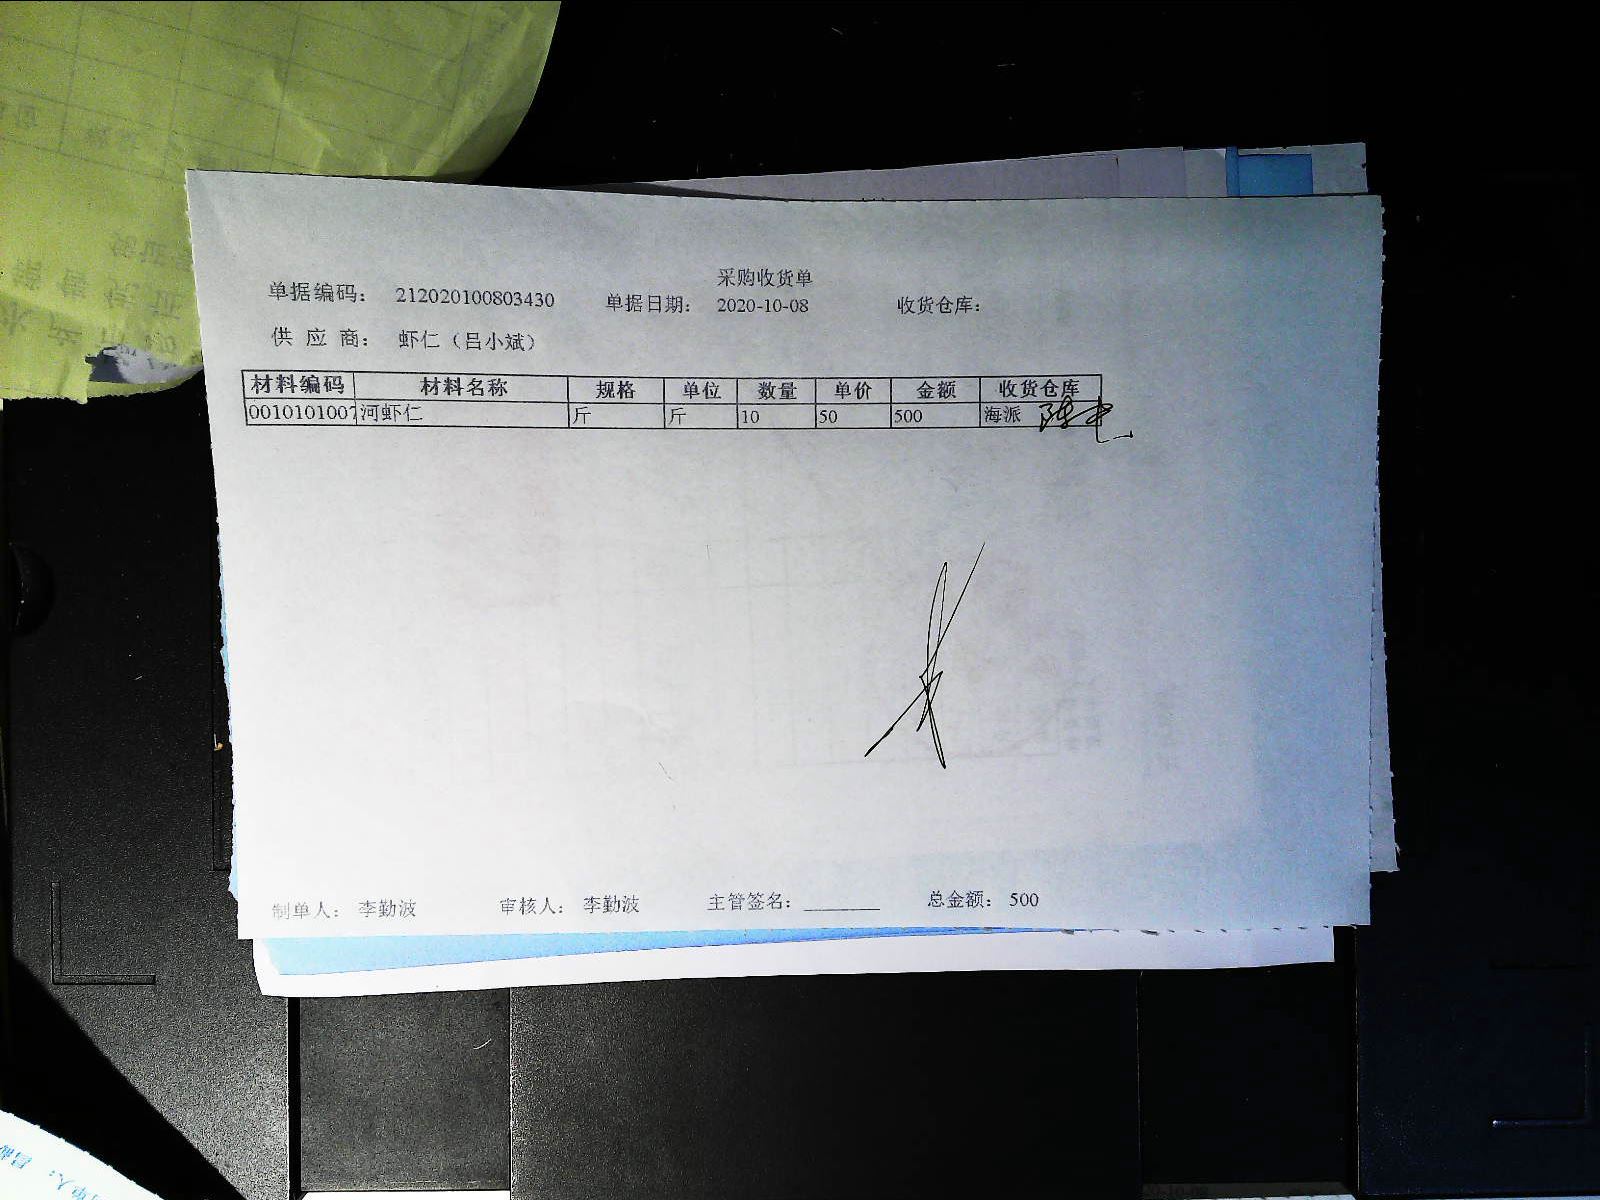 采购收货单
单据编码： 212020100803430 单据日期： 2020-10-08 收货仓库：
供 应 商： 虾仁（吕小斌）
材料编码 材料名称 规格 单位 数量 单价 金额 收货仓库
0010101007 河虾仁 斤 斤 10 50 500 海派
制单人： 李勤波 审核人： 李勤波 主管签名： 总金额： 500